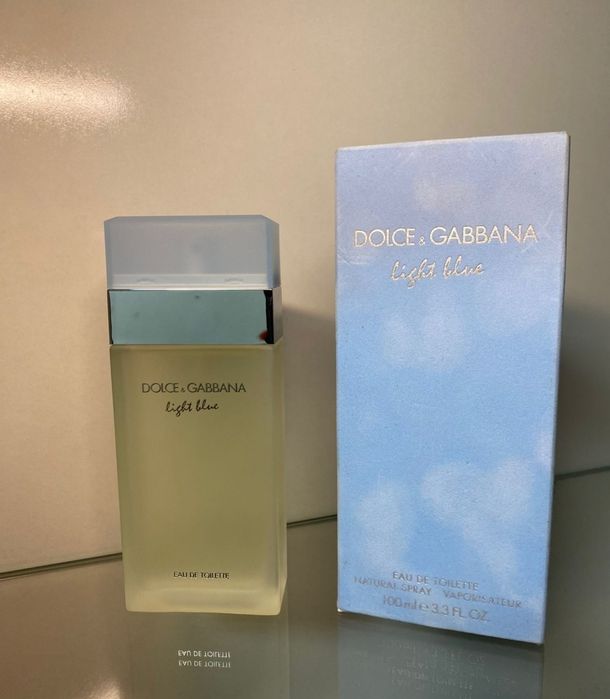 DOLCE & GABBANA
light blue
EAU DE TOILETTE
DOLCE & GABBANA
light blue
EAU DE TOILETTE
NATURAL SPRAY VAPORISATEUR
100 ml e 3.3 FL. OZ.